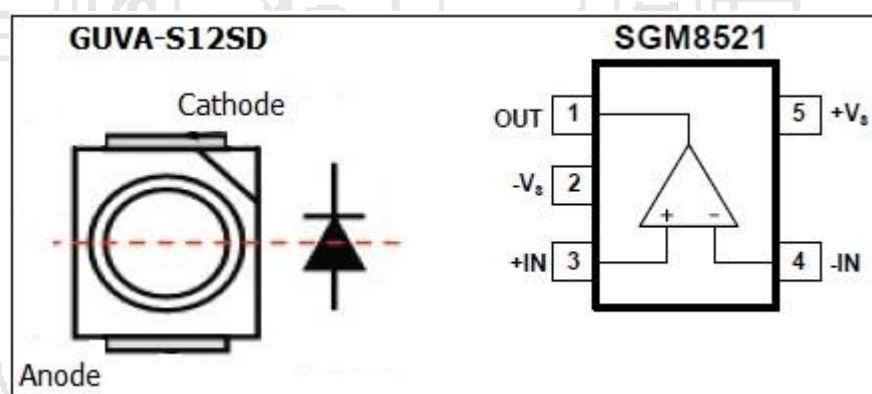 GUVA-S12SD
Cathode
Anode
SGM8521
OUT 1
5 +Vs
-Vs 2
+ -
+IN 3
4 -IN